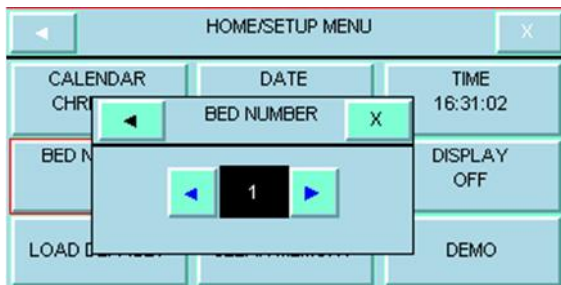 HOME/SETUP MENU
X
CALENDAR
DATE
TIME
16:31:02
BED NUMBER
X
DISPLAY
OFF
1
DEMO